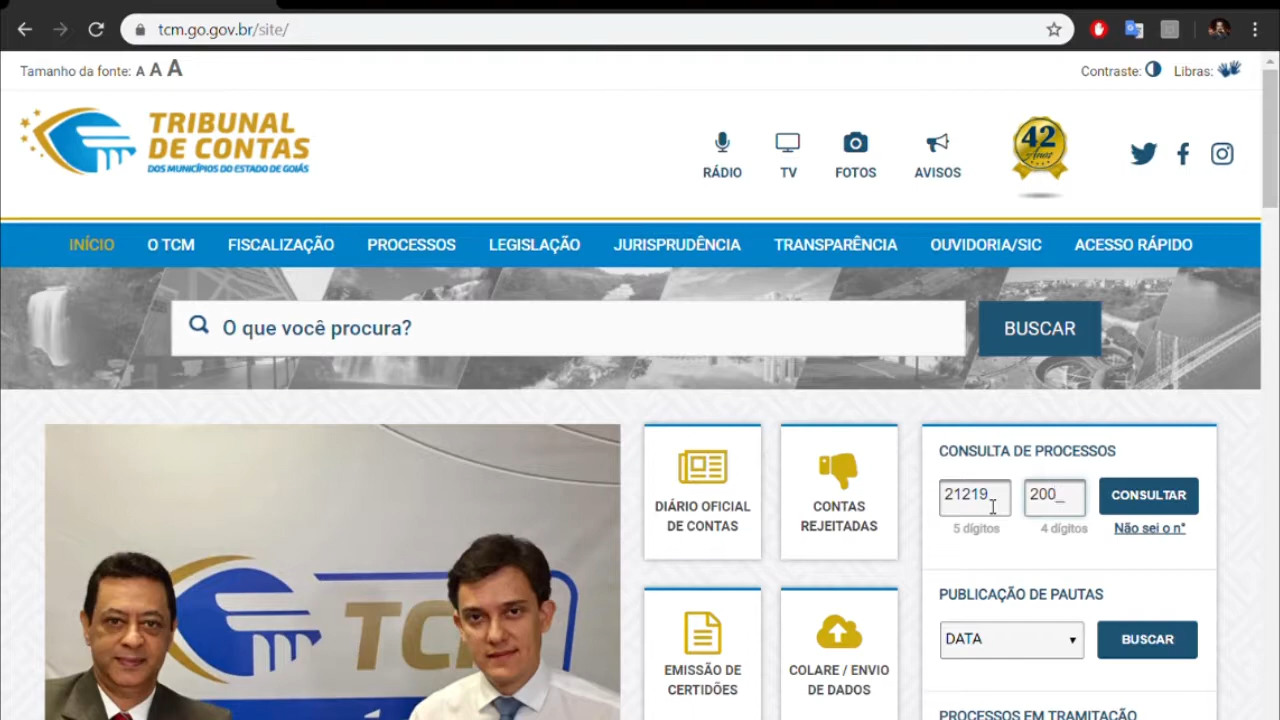 tcm.go.gov.br/site/
Tamanho da fonte: A A A
Contraste:
Libras:
TRIBUNAL
DE CONTAS
DOS MUNICÍPIOS DO ESTADO DE GOIÁS
RÁDIO
TV
FOTOS
AVISOS
42
Anos
INÍCIO
O TCM
FISCALIZAÇÃO
PROCESSOS
LEGISLAÇÃO
JURISPRUDÊNCIA
TRANSPARÊNCIA
OUVIDORIA/SIC
ACESSO RÁPIDO
O que você procura?
BUSCAR
TCM
DIÁRIO OFICIAL
DE CONTAS
CONTAS
REJEITADAS
EMISSÃO DE
CERTIDÕES
COLARE / ENVIO
DE DADOS
CONSULTA DE PROCESSOS
21219_
200_
CONSULTAR
5 dígitos
4 dígitos
Não sei o n°
PUBLICAÇÃO DE PAUTAS
DATA
BUSCAR
PROCESSOS EM TRAMITAÇÃO